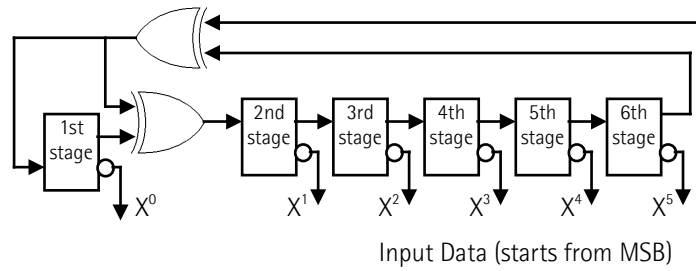 1st
stage
2nd
stage
3rd
stage
4th
stage
5th
stage
6th
stage
X⁰
X¹
X²
X³
X⁴
X⁵
Input Data (starts from MSB)